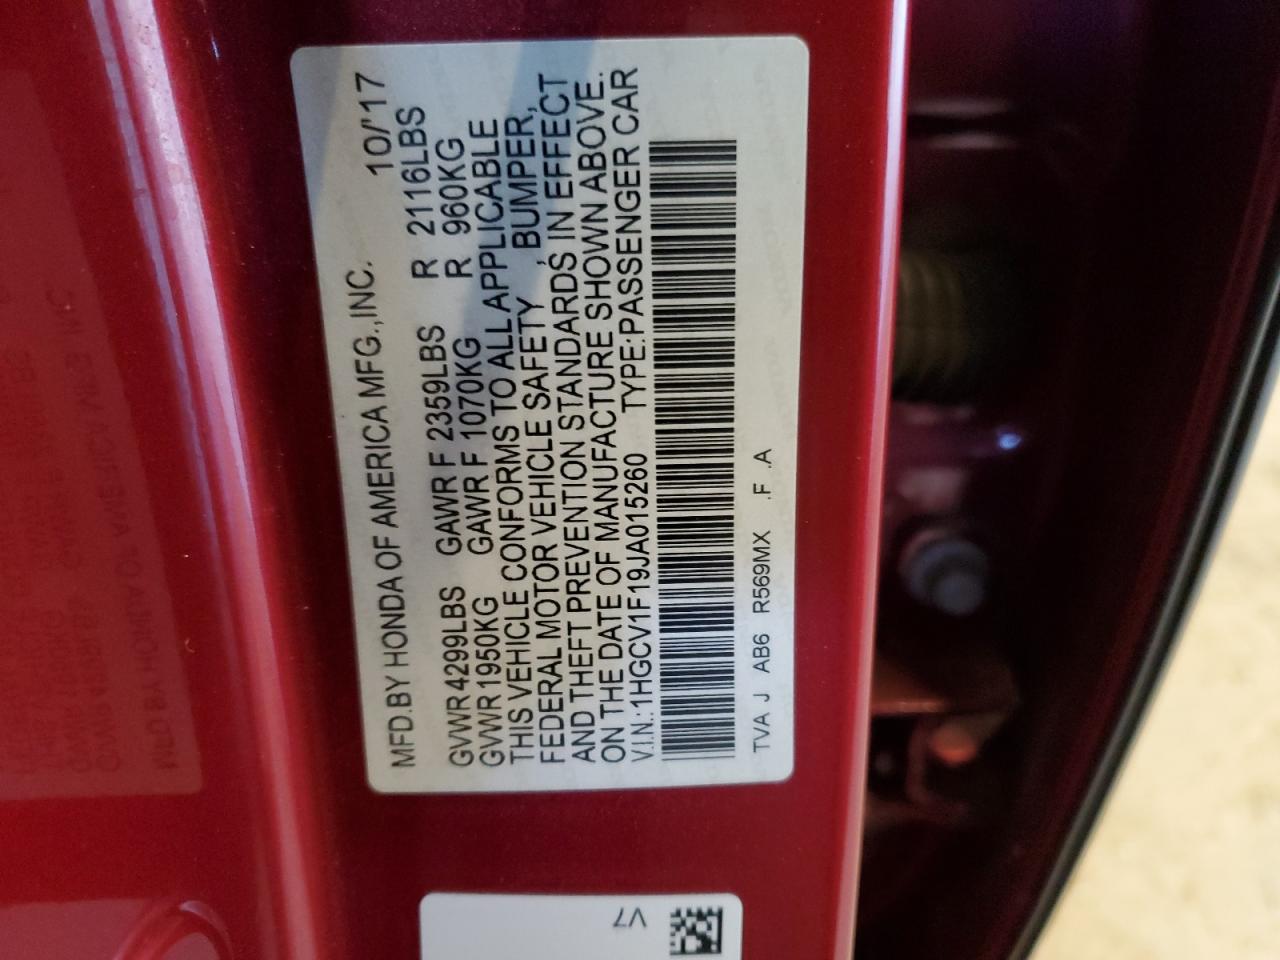 MFD.BY HONDA OF AMERICA MFG.,INC. 10/'17
GVWR 4299LBS GAWR F 2359LBS R 2116LBS
GVWR 1950KG GAWR F 1070KG R 960KG
THIS VEHICLE CONFORMS TO ALL APPLICABLE
FEDERAL MOTOR VEHICLE SAFETY , BUMPER,
AND THEFT PREVENTION STANDARDS IN EFFECT
ON THE DATE OF MANUFACTURE SHOWN ABOVE.
V.I.N.:1HGCV1F19JA015260 TYPE:PASSENGER CAR
TVA J AB6 R569MX .F .A
V7